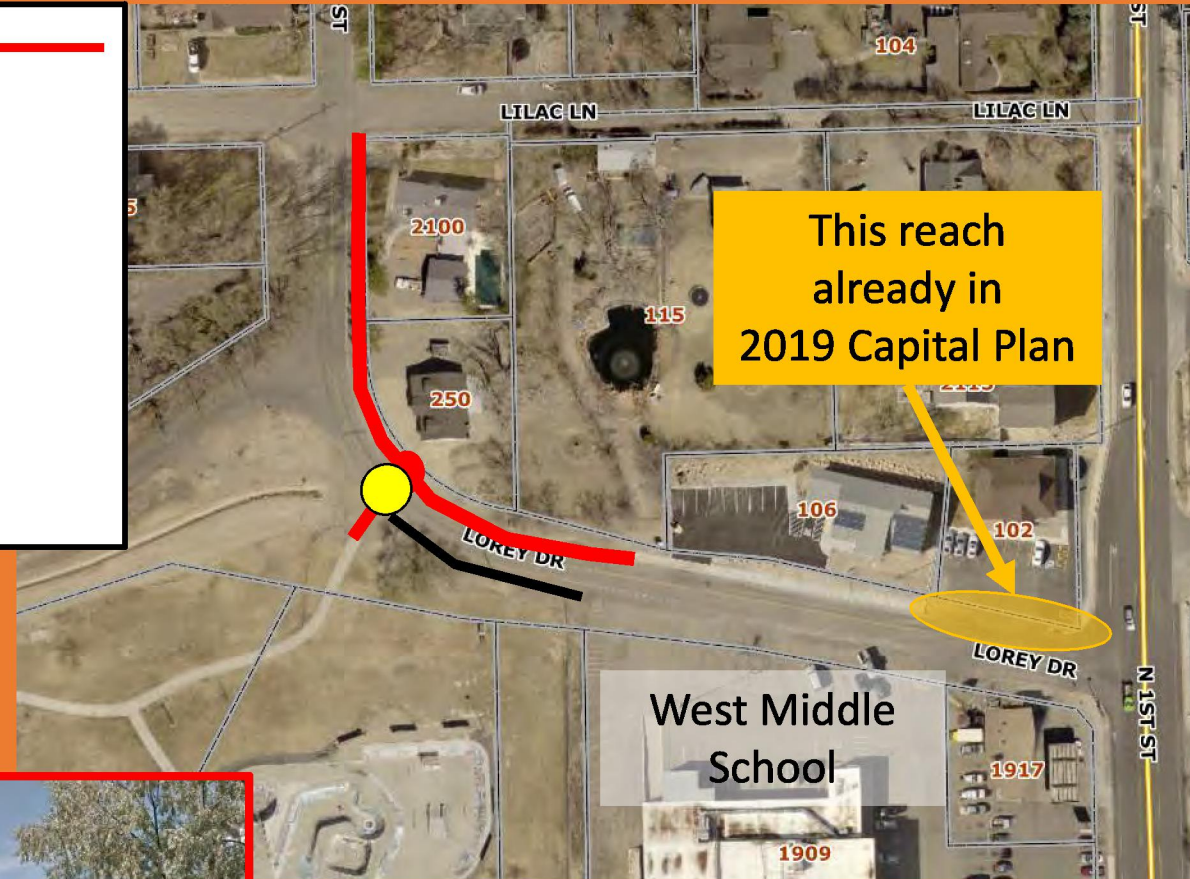 ST
ST
104
LILAC LN
LILAC LN
5
2100
This reach
already in
2019 Capital Plan
115
250
106
102
LOREY DR
LOREY DR
N 1ST ST
West Middle
School
1917
1909